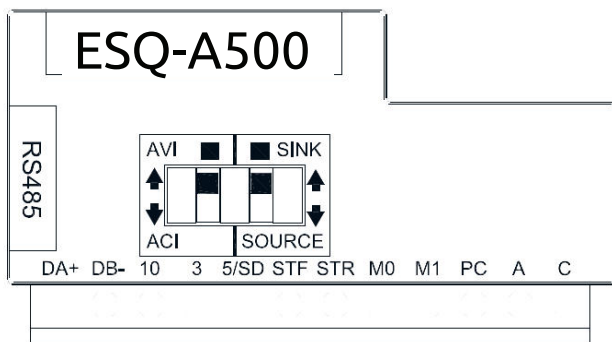 ESQ-A500
RS485
AVI SINK
ACI SOURCE
DA+ DB- 10 3 5/SD STF STR M0 M1 PC A C